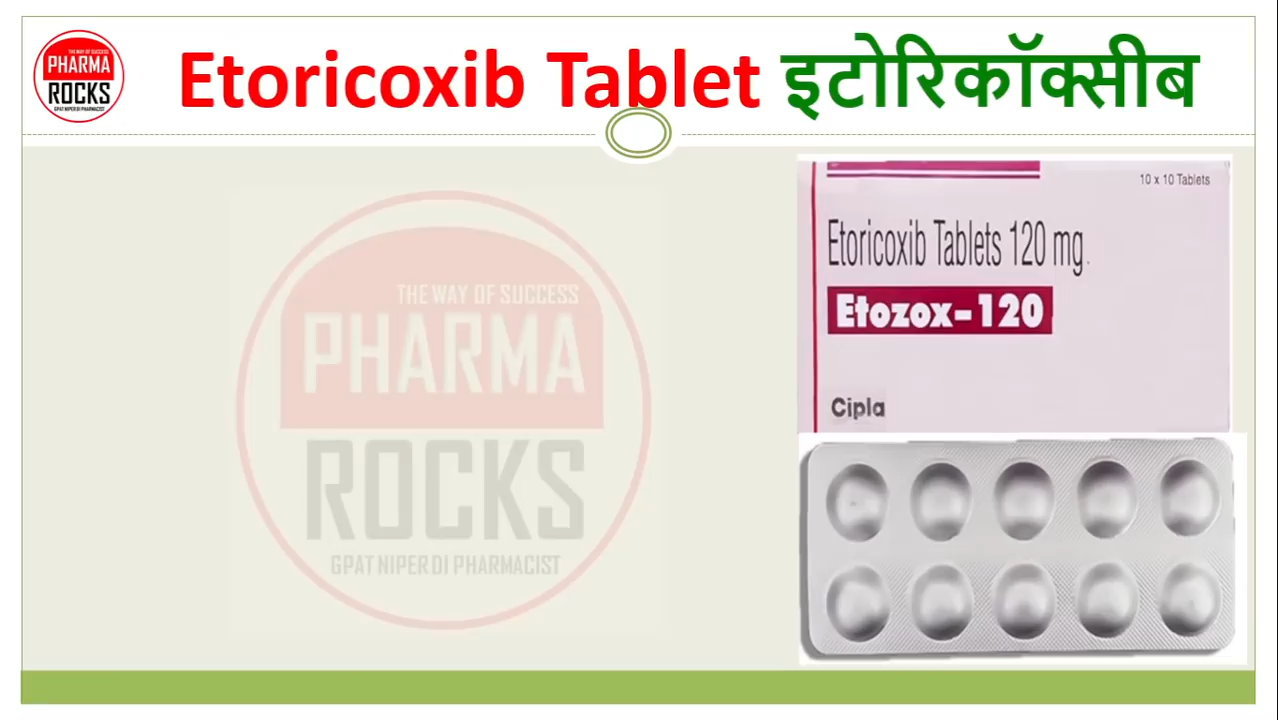 THE WAY OF SUCCESS
PHARMA
ROCKS
GPAT NIPER DI PHARMACIST
Etoricoxib Tablet इटोरिकॉक्सीब
10 x 10 Tablets
Etoricoxib Tablets 120 mg.
Etozox-120
Cipla
THE WAY OF SUCCESS
PHARMA
ROCKS
GPAT NIPER DI PHARMACIST